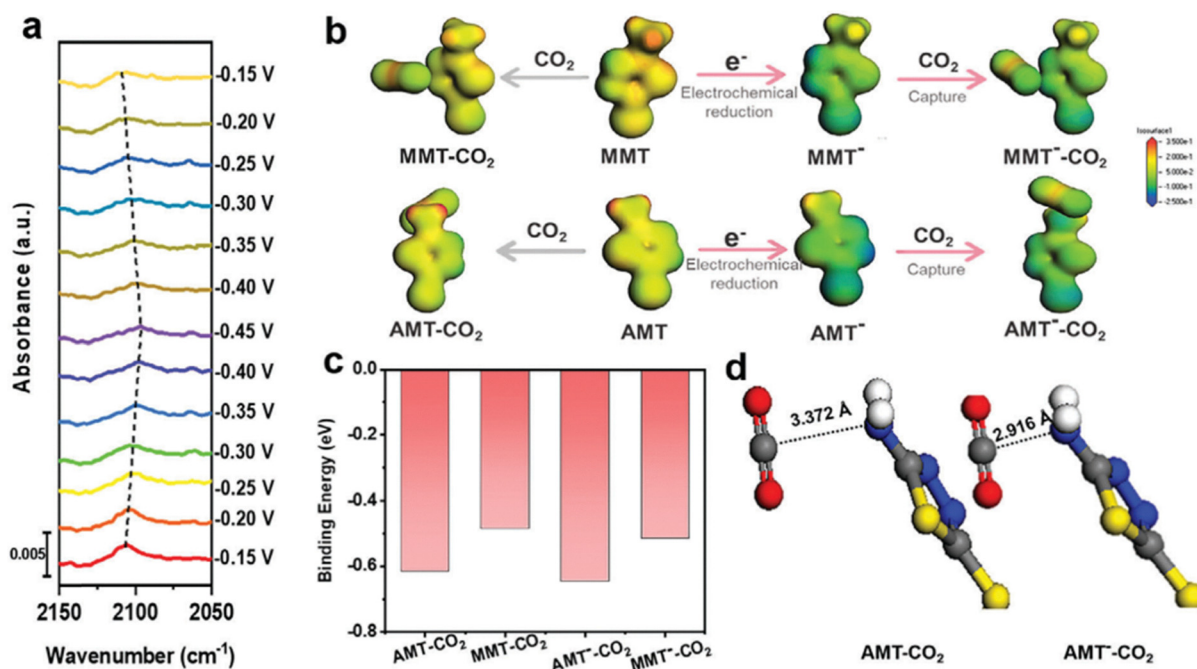 a
-0.15 V
-0.20 V
-0.25 V
-0.30 V
-0.35 V
-0.40 V
-0.45 V
-0.40 V
-0.35 V
-0.30 V
-0.25 V
-0.20 V
-0.15 V
0.005
Absorbance (a.u.)
2150 2100 2050
Wavenumber (cm⁻¹)
b
CO₂ e⁻ CO₂
Electrochemical reduction Capture
MMT-CO₂ MMT MMT⁻ MMT⁻-CO₂
CO₂ e⁻ CO₂
Electrochemical reduction Capture
AMT-CO₂ AMT AMT⁻ AMT⁻-CO₂
Isosurface1
3.500e-1
2.000e-1
5.000e-2
-1.000e-1
-2.500e-1
c
0.0
-0.2
-0.4
-0.6
-0.8
Binding Energy (eV)
AMT-CO₂ MMT-CO₂ AMT⁻-CO₂ MMT⁻-CO₂
d
3.372 Å 2.916 Å
AMT-CO₂ AMT⁻-CO₂